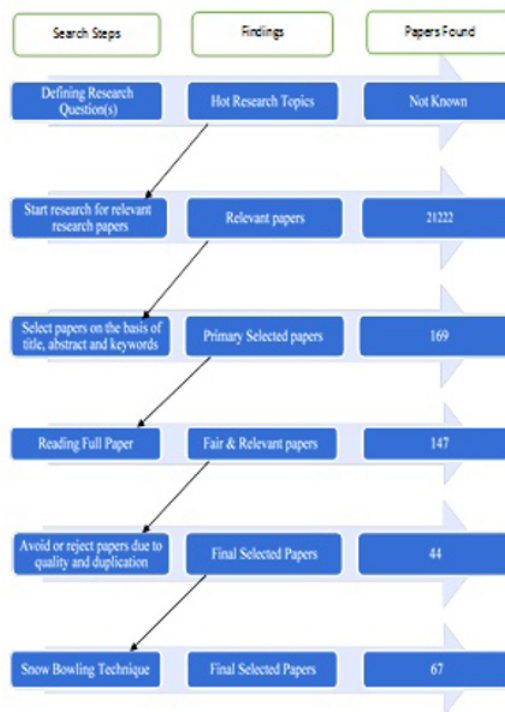 Search Steps
Findings
Papers Found
Defining Research
Question(s)
Hot Research Topics
Not Known
Start research for relevant
research papers
Relevant papers
21222
Select papers on the basis of
title, abstract and keywords
Primary Selected papers
169
Reading Full Paper
Fair & Relevant papers
147
Avoid or reject papers due to
quality and duplication
Final Selected Papers
44
Snow Bowling Technique
Final Selected Papers
67